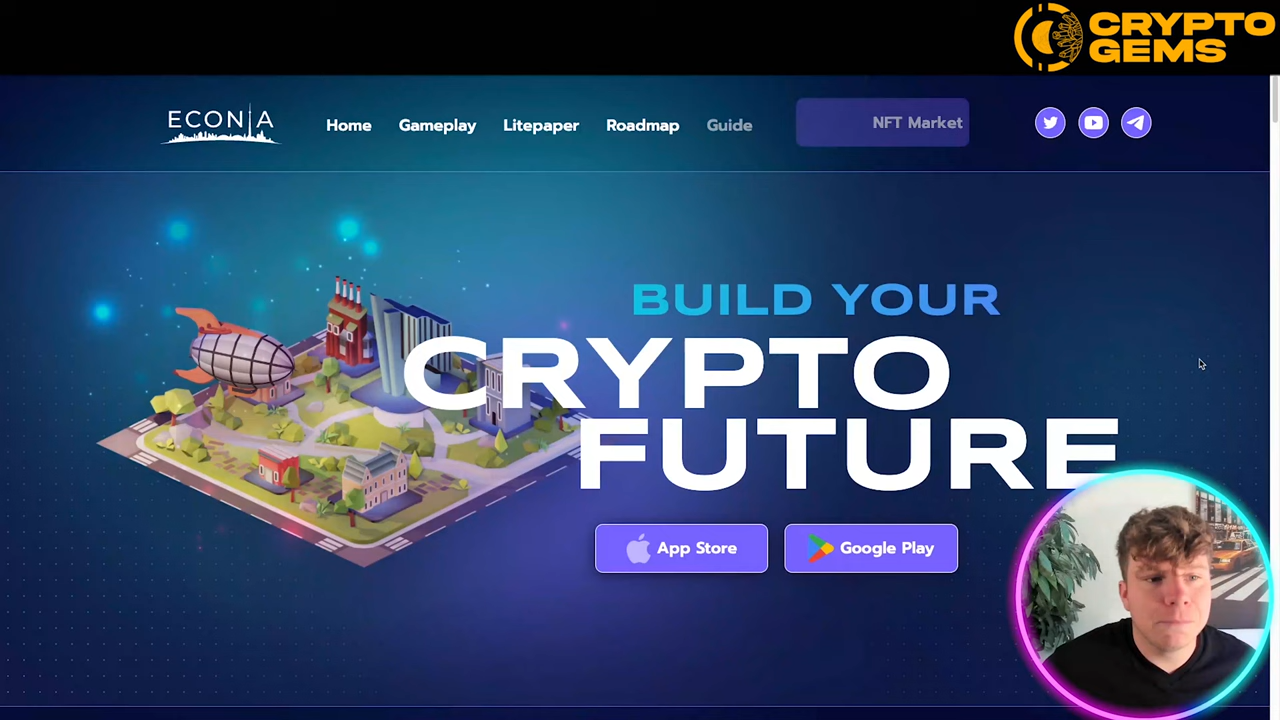 CRYPTO
GEMS
ECONIA
Home
Gameplay
Litepaper
Roadmap
Guide
NFT Market
BUILD YOUR
CRYPTO
FUTURE
App Store
Google Play